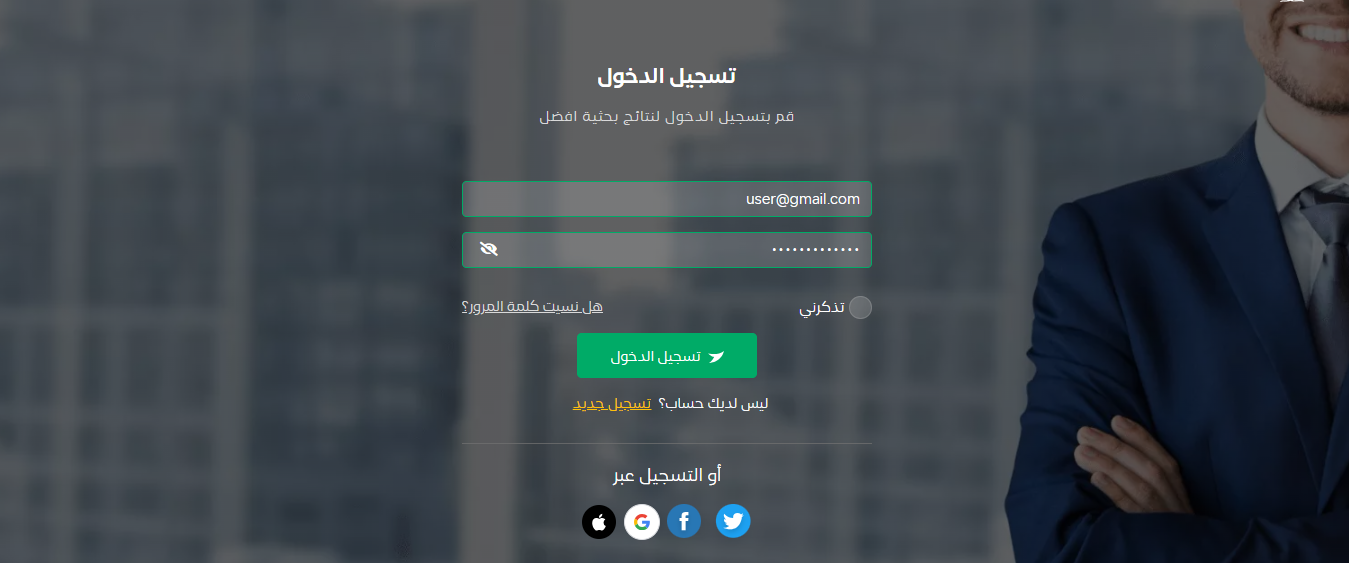 تسجيل الدخول
قم بتسجيل الدخول لنتائج بحثية افضل
user@gmail.com
•••••••••••••
تذكرني هل نسيت كلمة المرور؟
تسجيل الدخول
ليس لديك حساب؟ تسجيل جديد
أو التسجيل عبر